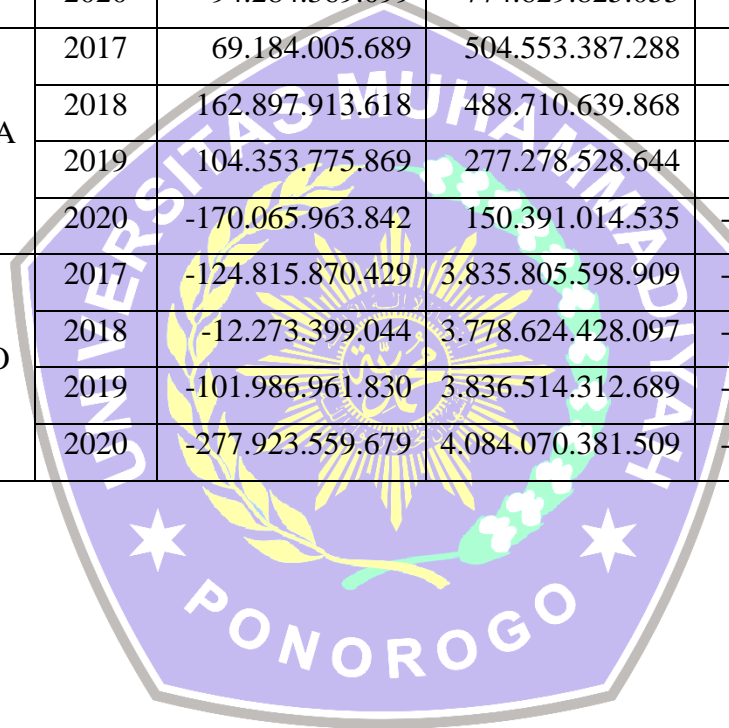 2017 69.184.005.689 504.553.387.288
A 2018 162.897.913.618 488.710.639.868
2019 104.353.775.869 277.278.528.644
2020 -170.065.963.842 150.391.014.535 -
2017 -124.815.870.429 3.835.805.598.909 -
2018 -12.273.399.044 3.778.624.428.097 -
2019 -101.986.961.830 3.836.514.312.689 -
2020 -277.923.559.679 4.084.070.381.509 -
UNIVERSITAS MUHAMMADIYAH
PONOROGO